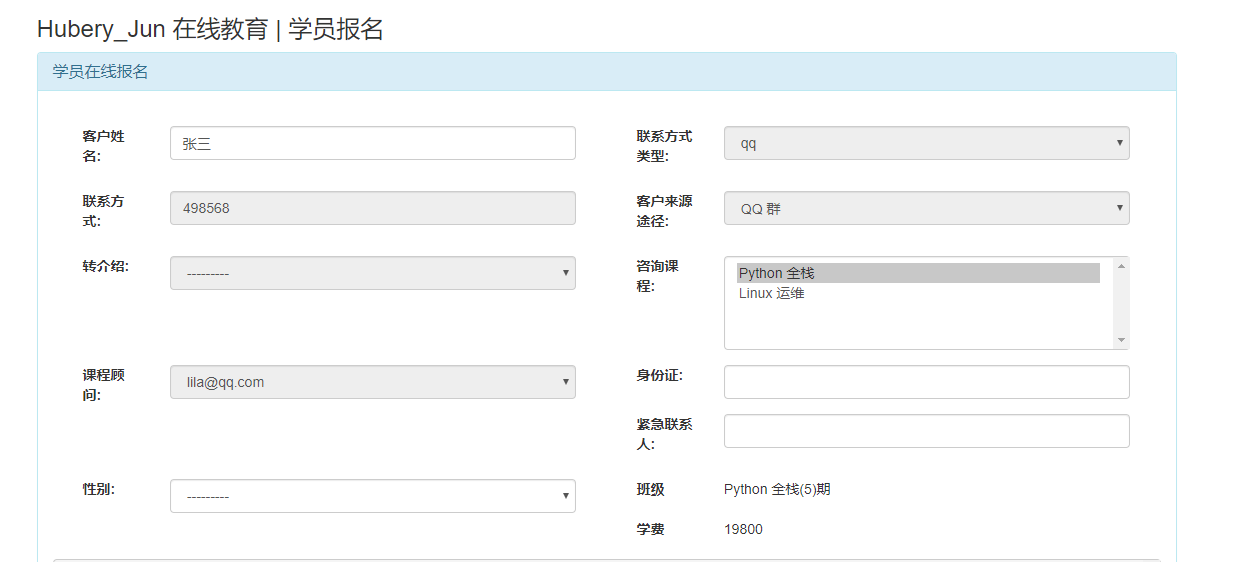 Hubery_Jun 在线教育 | 学员报名
学员在线报名
客户姓
名:
张三
联系方式
类型:
qq
联系方
式:
498568
客户来源
途径:
QQ 群
转介绍:
---------
咨询课
程:
Python 全栈
Linux 运维
课程顾
问:
lila@qq.com
身份证:
紧急联系
人:
性别:
---------
班级
Python 全栈(5)期
学费
19800